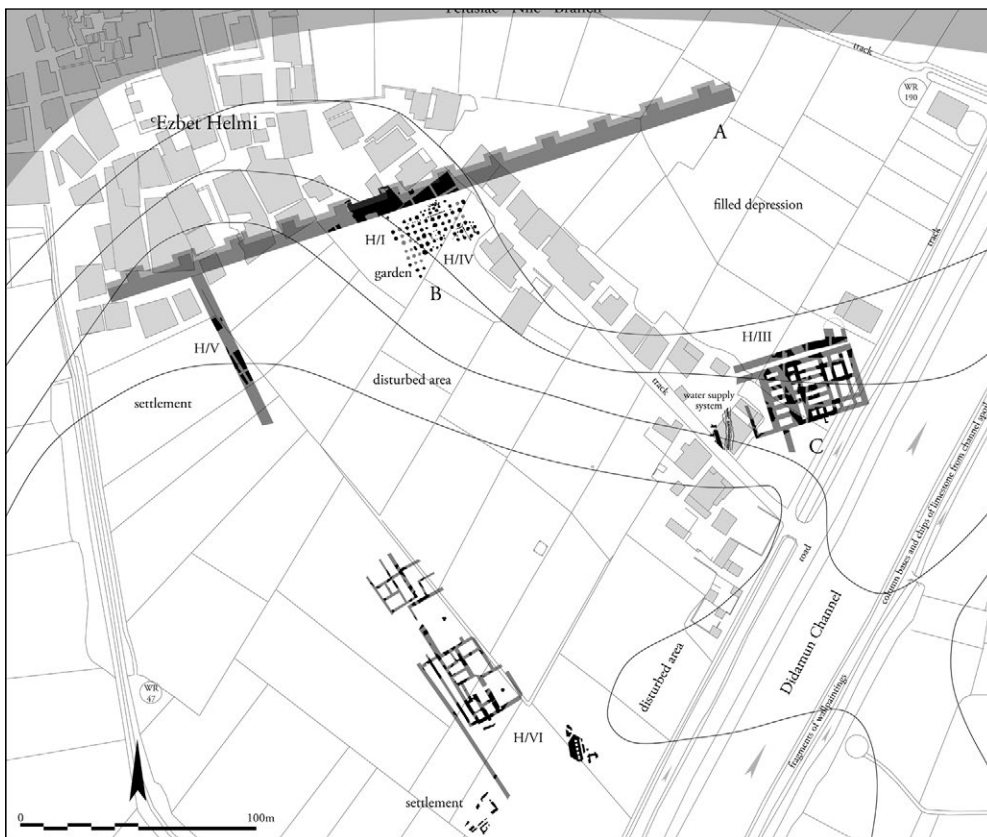 Pelusiac Nile Branch
track
WR
190
ᶜEzbet Helmi
A
filled depression
track
H/I
H/IV
garden
B
H/III
H/V
disturbed area
settlement
track
water supply
system
C
column bases and chips of limestone from channel spoil
road
Didamun Channel
disturbed area
WR
47
fragments of wallpaintings
H/VI
settlement
0
100m